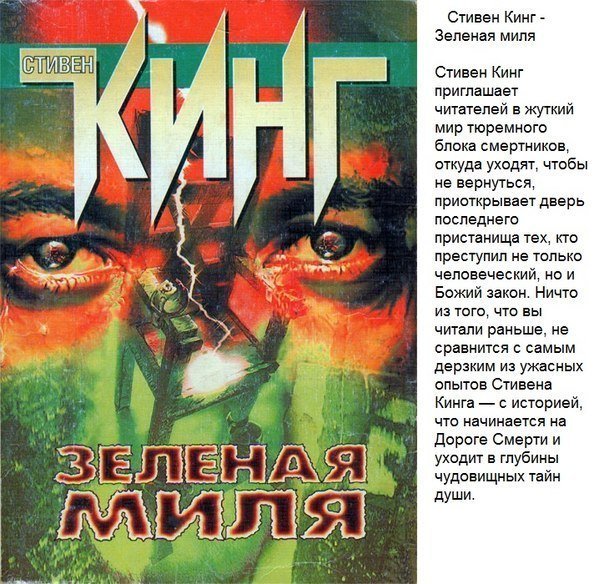 СТИВЕН
КИНГ
ЗЕЛЕНАЯ
МИЛЯ
Стивен Кинг -
Зеленая миля
Стивен Кинг
приглашает
читателей в жуткий
мир тюремного
блока смертников,
откуда уходят, чтобы
не вернуться,
приоткрывает дверь
последнего
пристанища тех, кто
преступил не только
человеческий, но и
Божий закон. Ничто
из того, что вы
читали раньше, не
сравнится с самым
дерзким из ужасных
опытов Стивена
Кинга — с историей,
что начинается на
Дороге Смерти и
уходит в глубины
чудовищных тайн
души.